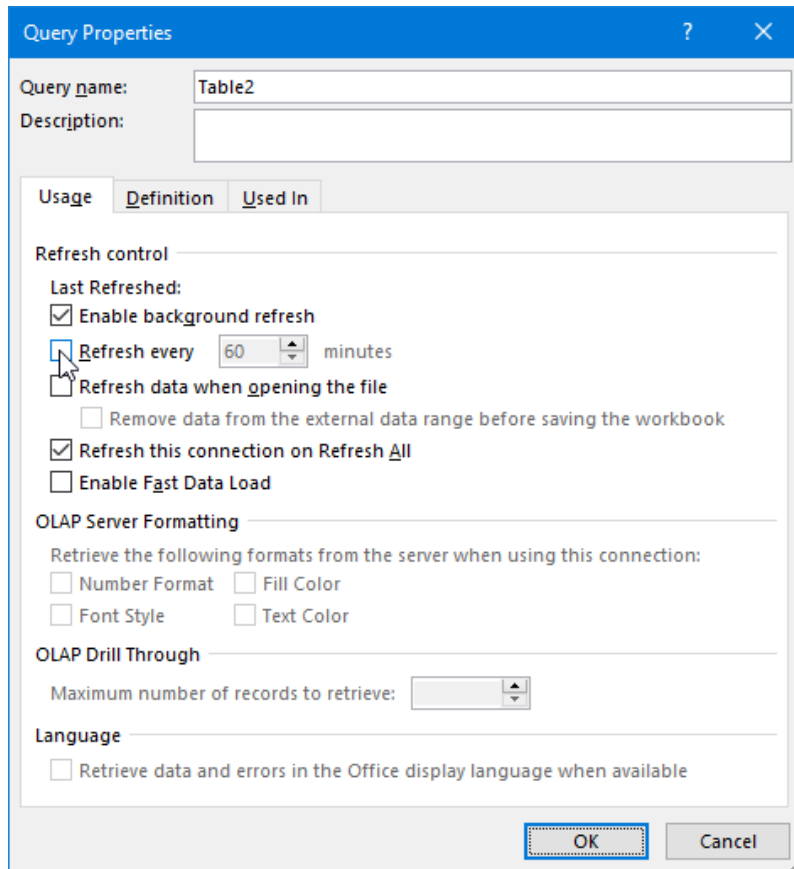 Query Properties ?
Query name: Table2
Description:
Usage Definition Used In
Refresh control
Last Refreshed:
Enable background refresh
Refresh every 60 minutes
Refresh data when opening the file
Remove data from the external data range before saving the workbook
Refresh this connection on Refresh All
Enable Fast Data Load
OLAP Server Formatting
Retrieve the following formats from the server when using this connection:
Number Format Fill Color
Font Style Text Color
OLAP Drill Through
Maximum number of records to retrieve:
Language
Retrieve data and errors in the Office display language when available
OK Cancel